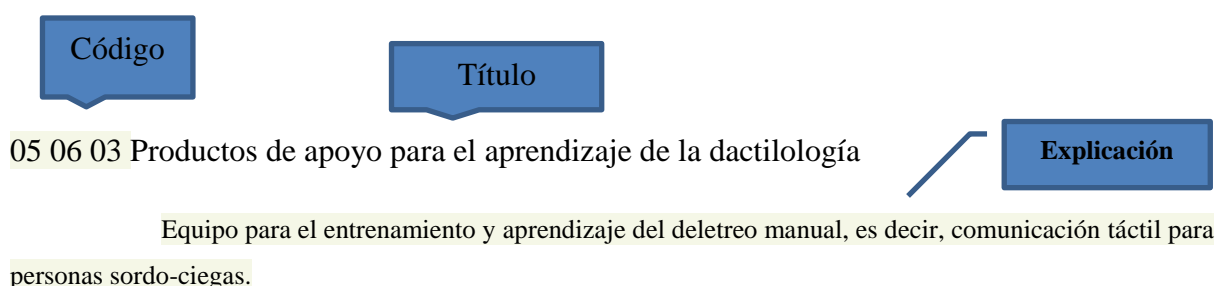 Código
Título
05 06 03 Productos de apoyo para el aprendizaje de la dactilología
Explicación
Equipo para el entrenamiento y aprendizaje del deletreo manual, es decir, comunicación táctil para
personas sordo-ciegas.